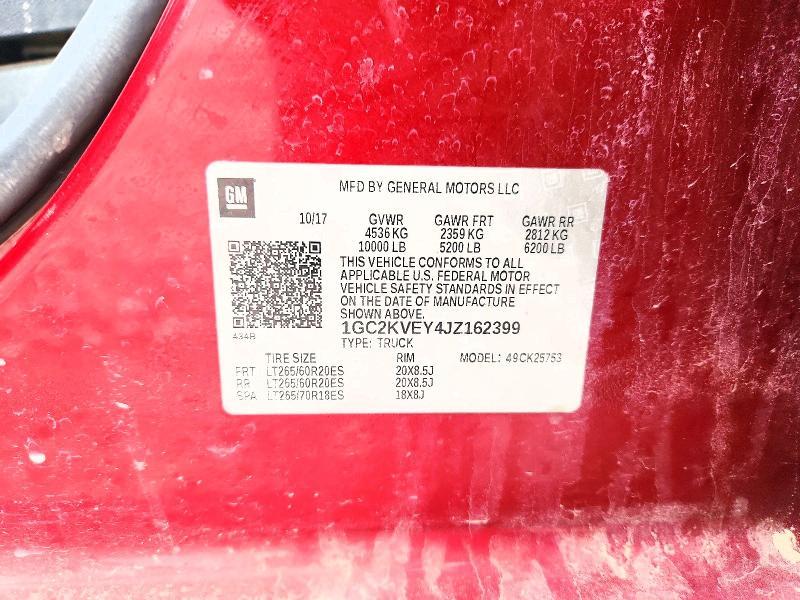 GM
MFD BY GENERAL MOTORS LLC
10/17 GVWR GAWR FRT GAWR RR
4536 KG 2359 KG 2812 KG
10000 LB 5200 LB 6200 LB
THIS VEHICLE CONFORMS TO ALL
APPLICABLE U.S. FEDERAL MOTOR
VEHICLE SAFETY STANDARDS IN EFFECT
ON THE DATE OF MANUFACTURE
SHOWN ABOVE.
1GC2KVEY4JZ162399
434B
TYPE: TRUCK
TIRE SIZE RIM MODEL: 49CK25753
FRT LT265/60R20ES 20X8.5J
RR LT265/60R20ES 20X8.5J
SPA LT265/70R18ES 18X8J